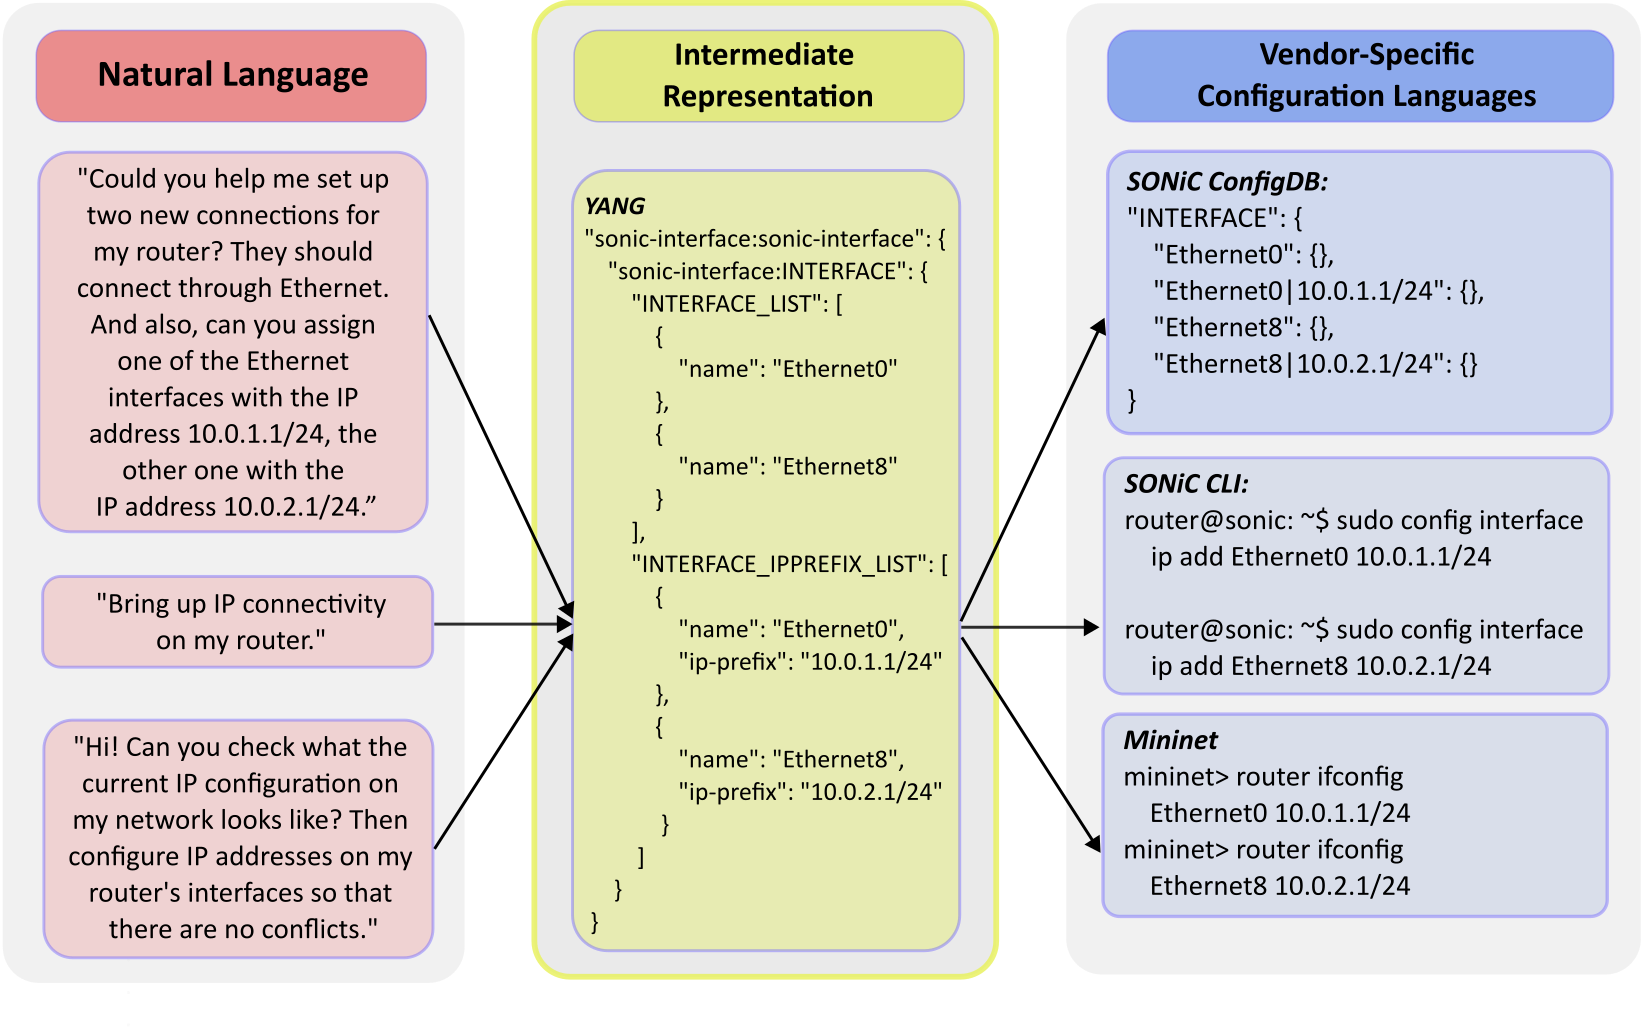 Natural Language
"Could you help me set up
two new connections for
my router? They should
connect through Ethernet.
And also, can you assign
one of the Ethernet
interfaces with the IP
address 10.0.1.1/24, the
other one with the
IP address 10.0.2.1/24.”
"Bring up IP connectivity
on my router."
"Hi! Can you check what the
current IP configuration on
my network looks like? Then
configure IP addresses on my
router's interfaces so that
there are no conflicts."
Intermediate
Representation
YANG
"sonic-interface:sonic-interface": {
"sonic-interface:INTERFACE": {
"INTERFACE_LIST": [
{
"name": "Ethernet0"
},
{
"name": "Ethernet8"
}
],
"INTERFACE_IPPREFIX_LIST": [
{
"name": "Ethernet0",
"ip-prefix": "10.0.1.1/24"
},
{
"name": "Ethernet8",
"ip-prefix": "10.0.2.1/24"
}
]
}
}
Vendor-Specific
Configuration Languages
SONiC ConfigDB:
"INTERFACE": {
"Ethernet0": {},
"Ethernet0|10.0.1.1/24": {},
"Ethernet8": {},
"Ethernet8|10.0.2.1/24": {}
}
SONiC CLI:
router@sonic: ~$ sudo config interface
ip add Ethernet0 10.0.1.1/24
router@sonic: ~$ sudo config interface
ip add Ethernet8 10.0.2.1/24
Mininet
mininet> router ifconfig
Ethernet0 10.0.1.1/24
mininet> router ifconfig
Ethernet8 10.0.2.1/24